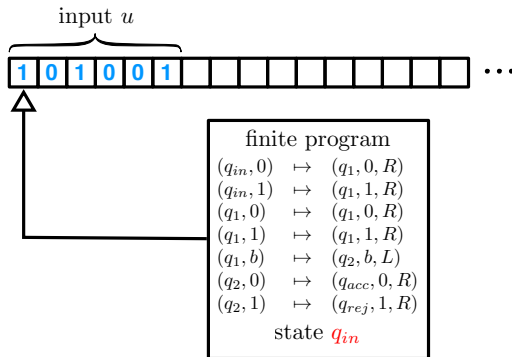 input u
1 0 1 0 0 1 ...
finite program
(q_in, 0) ↦ (q_1, 0, R)
(q_in, 1) ↦ (q_1, 1, R)
(q_1, 0) ↦ (q_1, 0, R)
(q_1, 1) ↦ (q_1, 1, R)
(q_1, b) ↦ (q_2, b, L)
(q_2, 0) ↦ (q_acc, 0, R)
(q_2, 1) ↦ (q_rej, 1, R)
state q_in